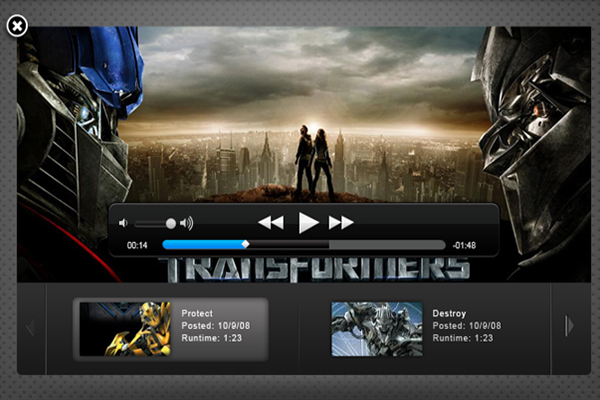 00:14
-01:48
TRANSFORMERS
Protect
Posted: 10/9/08
Runtime: 1:23
Destroy
Posted: 10/9/08
Runtime: 1:23